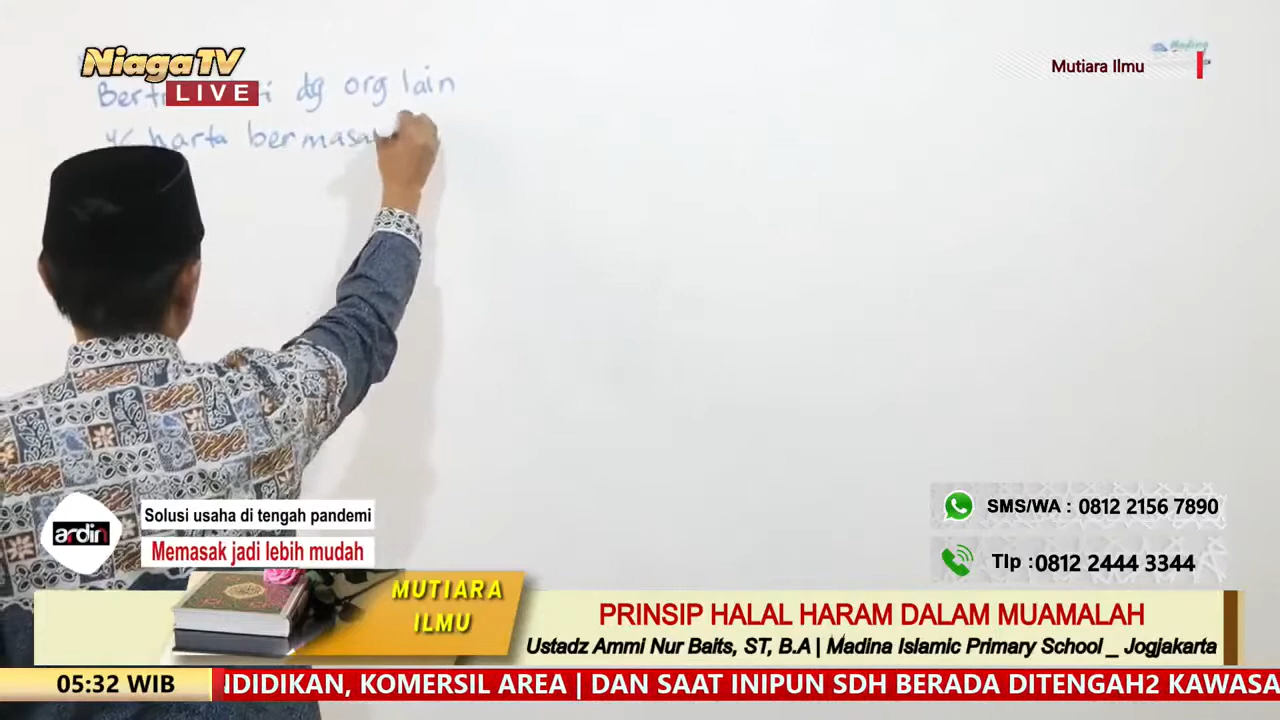 NiagaTV
LIVE
Mutiara Ilmu
dg org lain
harta
ardin
Solusi usaha di tengah pandemi
Memasak jadi lebih mudah
SMS/WA : 0812 2156 7890
Tlp : 0812 2444 3344
MUTIARA
ILMU
PRINSIP HALAL HARAM DALAM MUAMALAH
Ustadz Ammi Nur Baits, ST, B.A | Madina Islamic Primary School _ Jogjakarta
05:32 WIB
NDIDIKAN, KOMERSIL AREA | DAN SAAT INIPUN SDH BERADA DITENGAH2 KAWASA